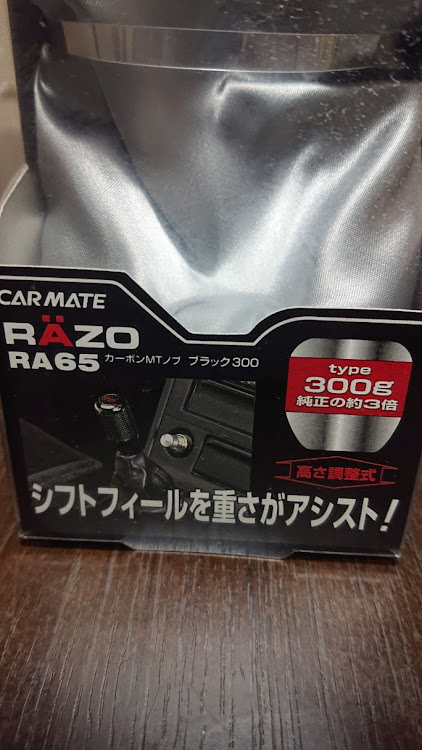 CARMATE
RÄZO
RA65 カーボンMTノブ ブラック300
type
300g
純正の約3倍
高さ調整式
シフトフィールを重さがアシスト!